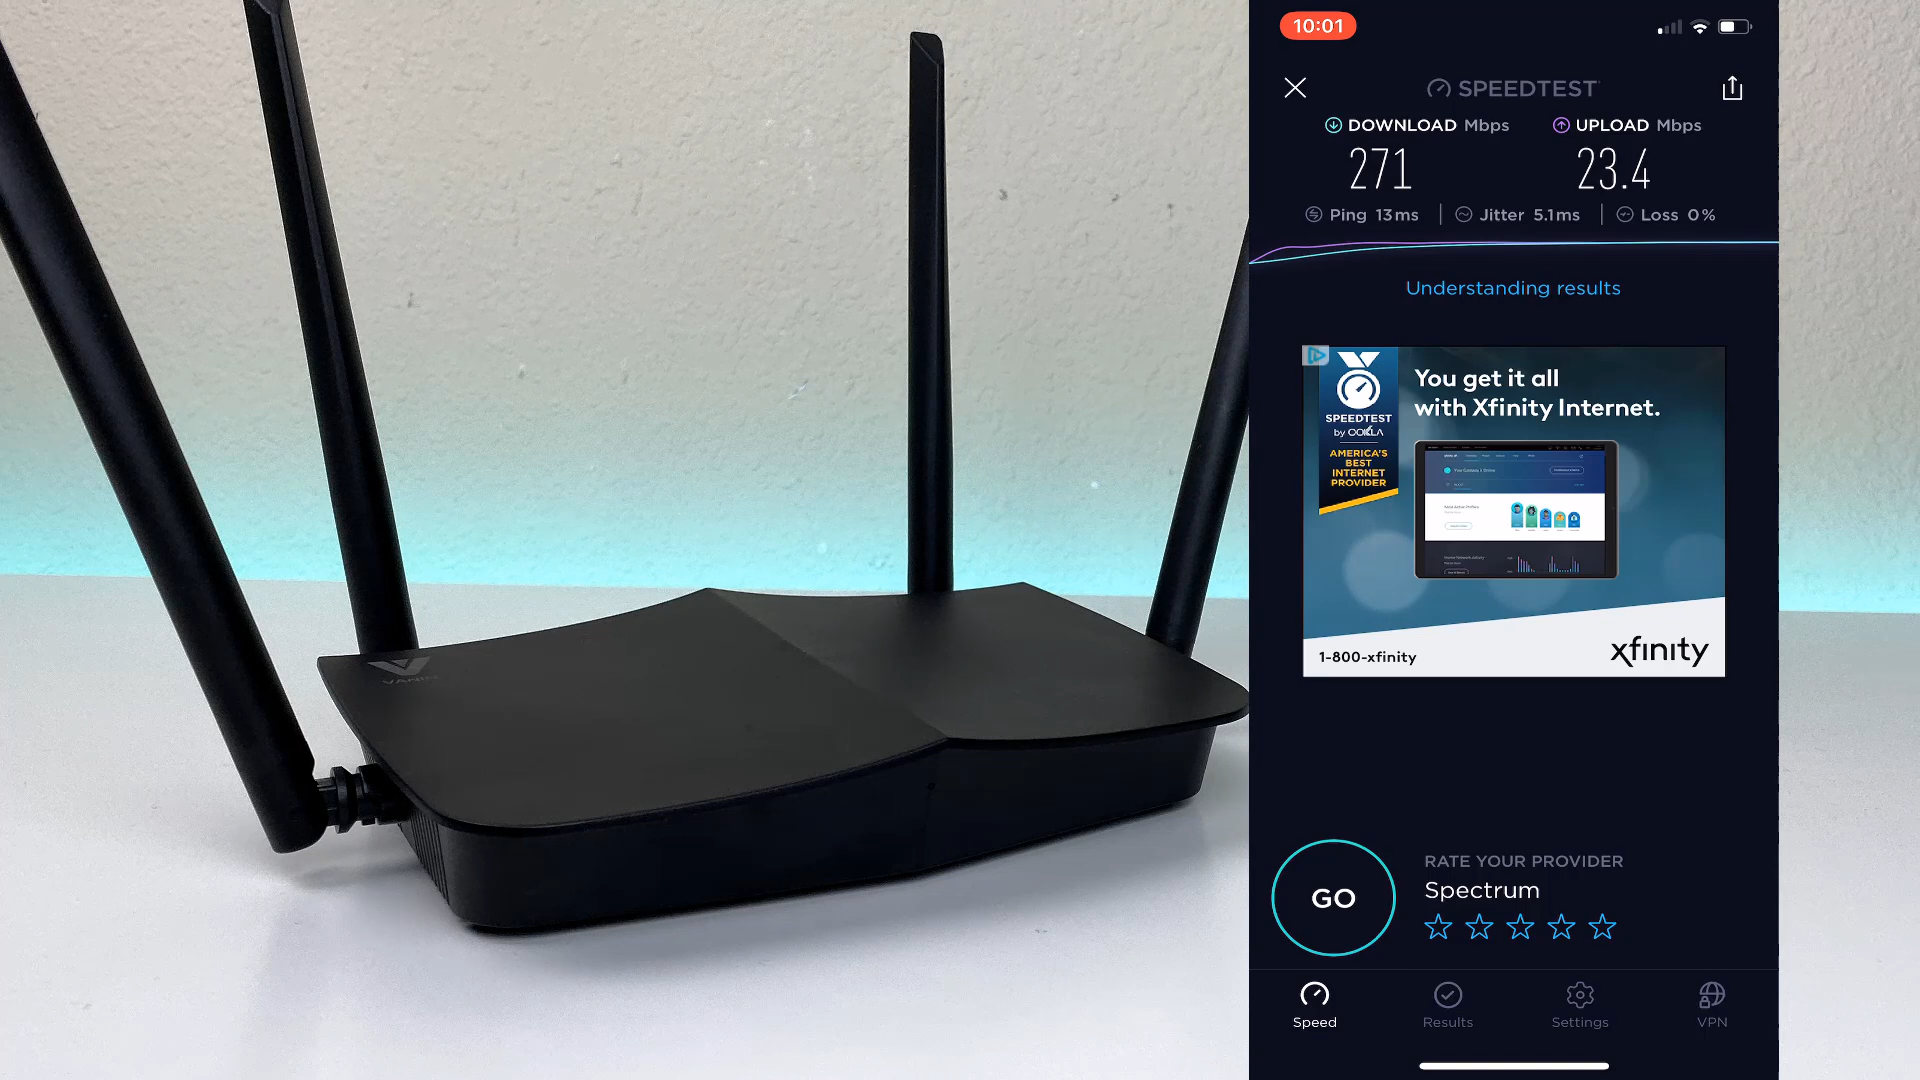 10:01
SPEEDTEST
DOWNLOAD Mbps
UPLOAD Mbps
271
23.4
Ping 13ms
Jitter 5.1ms
Loss 0%
Understanding results
SPEEDTEST
by OOKLA
AMERICA'S
BEST
INTERNET
PROVIDER
You get it all
with Xfinity Internet.
1-800-xfinity
xfinity
GO
RATE YOUR PROVIDER
Spectrum
Speed
Results
Settings
VPN